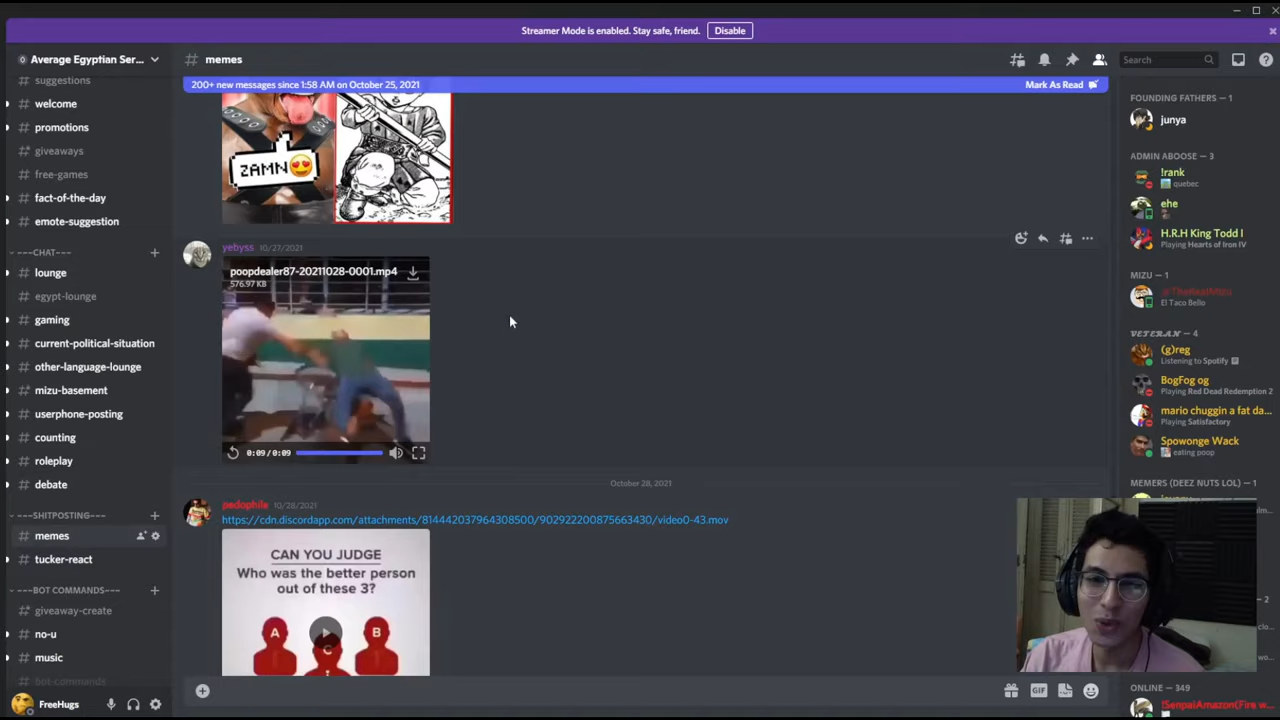 Streamer Mode is enabled. Stay safe, friend.
Disable
Average Egyptian Ser...
# memes
Search
suggestions
# welcome
# promotions
# giveaways
# free-games
# fact-of-the-day
# emote-suggestion
---CHAT---
# lounge
# egypt-lounge
# gaming
# current-political-situation
# other-language-lounge
# mizu-basement
# userphone-posting
# counting
# roleplay
# debate
SHITPOSTING---
# memes
# tucker-react
---BOT COMMANDS---
# giveaway-create
# no-u
# music
# bot-commands
FreeHugs
200+ new messages since 1:58 AM on October 25, 2021
Mark As Read
ZAMN
yebyss 10/27/2021
poopdealer87-20211028-0001.mp4
576.97 KB
0:09/0:09
October 28, 2021
pedophile 10/28/2021
https://cdn.discordapp.com/attachments/814442037964308500/902922200875663430/video0-43.mov
CAN YOU JUDGE
Who was the better person
out of these 3?
A
B
C
GIF
FOUNDING FATHERS — 1
junya
ADMIN ABOOSE — 3
!rank
quebec
ehe
H.R.H King Todd I
Playing Hearts of Iron IV
MIZU — 1
@TheRealMizu
El Taco Bello
VETERAN — 4
(g)reg
Listening to Spotify
BogFog og
Playing Red Dead Redemption 2
mario chuggin a fat da...
Playing Satisfactory
Spowonge Wack
eating poop
MEMERS (DEEZ NUTS LOL) — 1
ONLINE — 349
!SenpaiAmazon(Fire w...